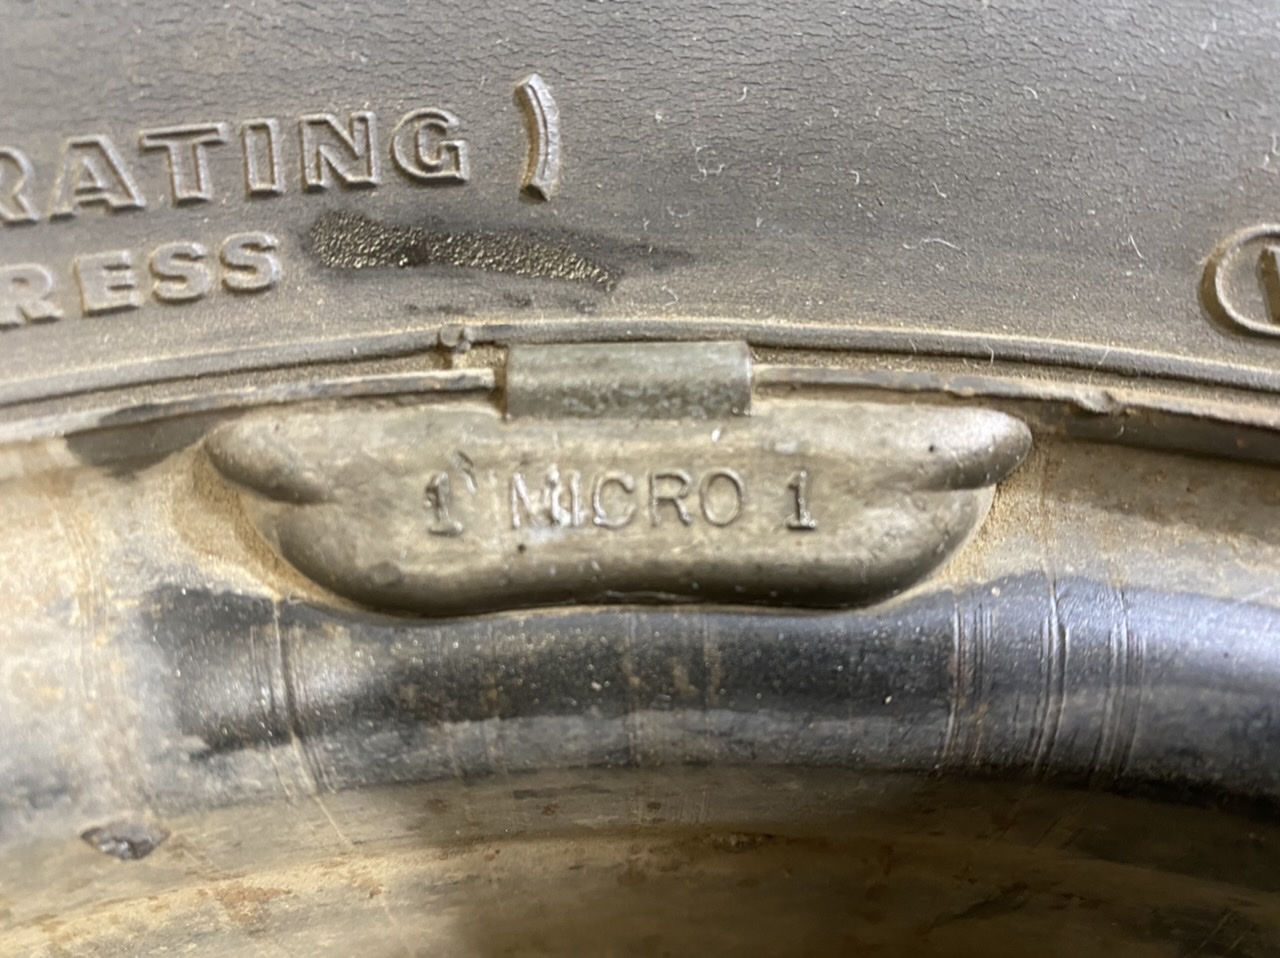 RATING )
RESS
1 MICRO 1